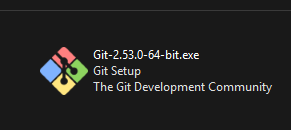 Git-2.53.0-64-bit.exe
Git Setup
The Git Development Community